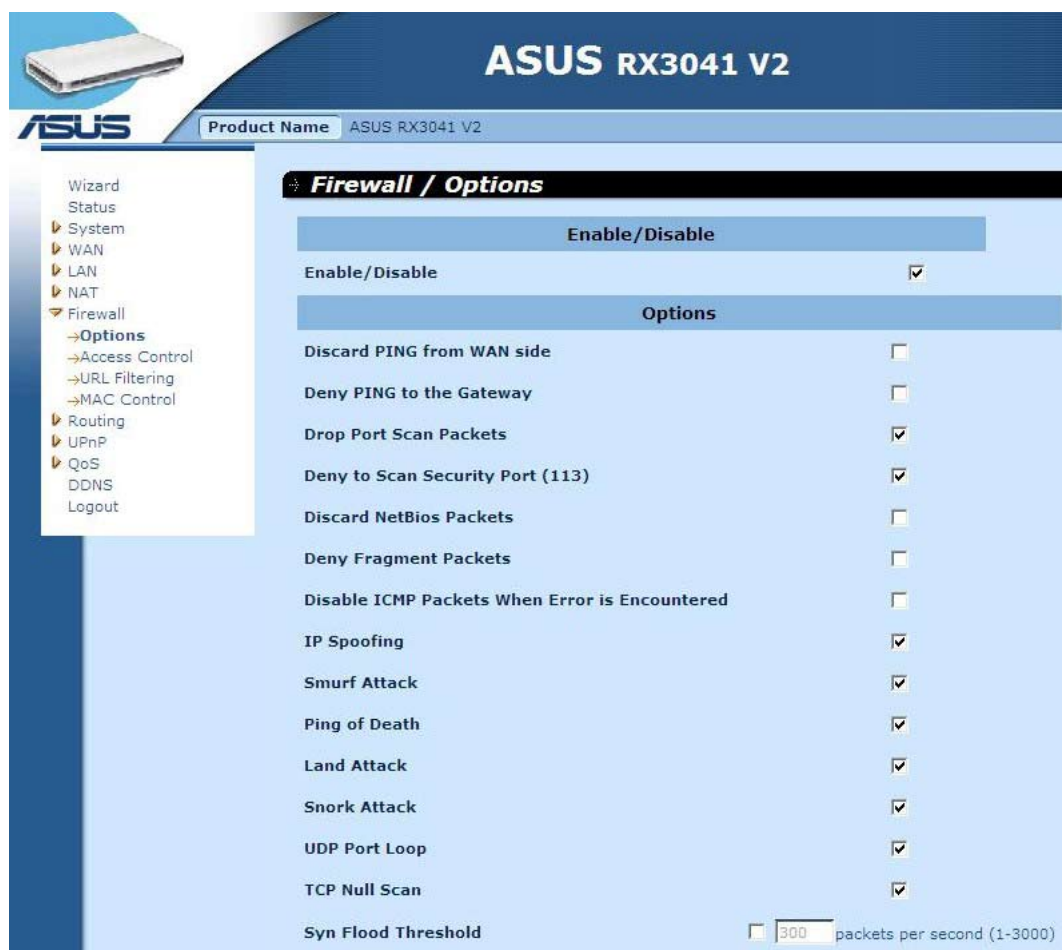 ASUS RX3041 V2
ASUS
Product Name ASUS RX3041 V2
Wizard
Status
System
WAN
LAN
NAT
Firewall
Options
Access Control
URL Filtering
MAC Control
Routing
UPnP
QoS
DDNS
Logout
Firewall / Options
Enable/Disable
Enable/Disable
Options
Discard PING from WAN side
Deny PING to the Gateway
Drop Port Scan Packets
Deny to Scan Security Port (113)
Discard NetBios Packets
Deny Fragment Packets
Disable ICMP Packets When Error is Encountered
IP Spoofing
Smurf Attack
Ping of Death
Land Attack
Snork Attack
UDP Port Loop
TCP Null Scan
Syn Flood Threshold 300 packets per second (1-3000)